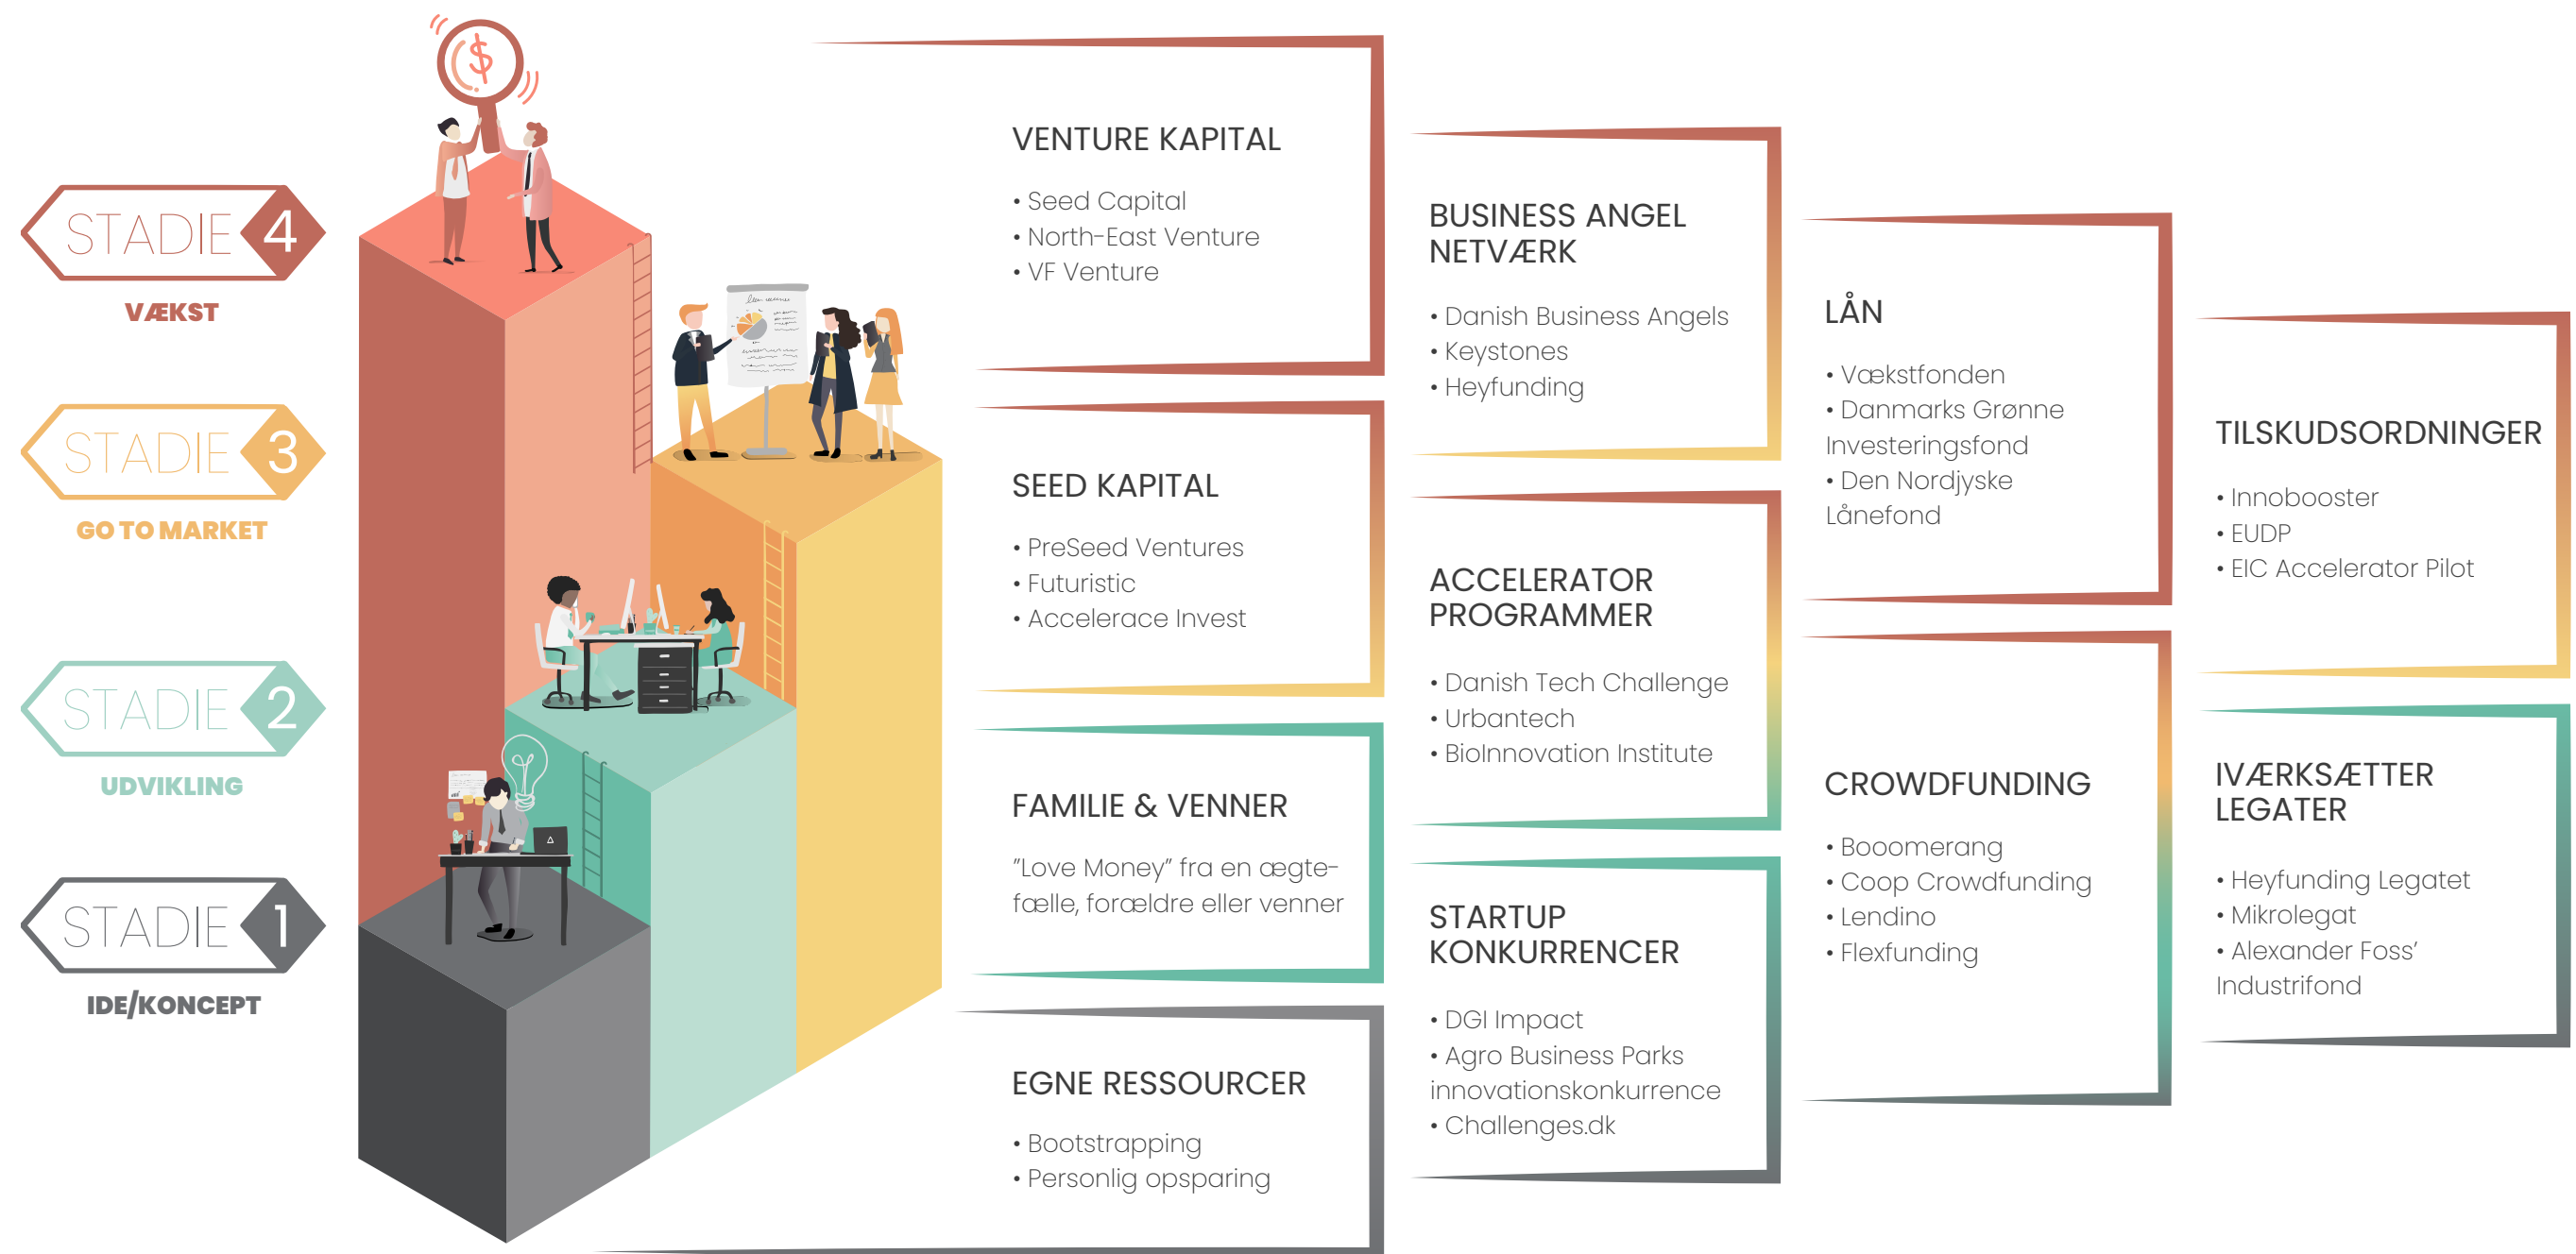 STADIE 4
VÆKST
STADIE 3
GO TO MARKET
STADIE 2
UDVIKLING
STADIE 1
IDE/KONCEPT
$
VENTURE KAPITAL
• Seed Capital
• North-East Venture
• VF Venture
SEED KAPITAL
• PreSeed Ventures
• Futuristic
• Accelerace Invest
FAMILIE & VENNER
”Love Money” fra en ægte-
fælle, forældre eller venner
EGNE RESSOURCER
• Bootstrapping
• Personlig opsparing
BUSINESS ANGEL
NETVÆRK
• Danish Business Angels
• Keystones
• Heyfunding
ACCELERATOR
PROGRAMMER
• Danish Tech Challenge
• Urbantech
• BioInnovation Institute
STARTUP
KONKURRENCER
• DGI Impact
• Agro Business Parks
innovationskonkurrence
• Challenges.dk
LÅN
• Vækstfonden
• Danmarks Grønne
Investeringsfond
• Den Nordjyske
Lånefond
CROWDFUNDING
• Booomerang
• Coop Crowdfunding
• Lendino
• Flexfunding
TILSKUDSORDNINGER
• Innobooster
• EUDP
• EIC Accelerator Pilot
IVÆRKSÆTTER
LEGATER
• Heyfunding Legatet
• Mikrolegat
• Alexander Foss’
Industrifond